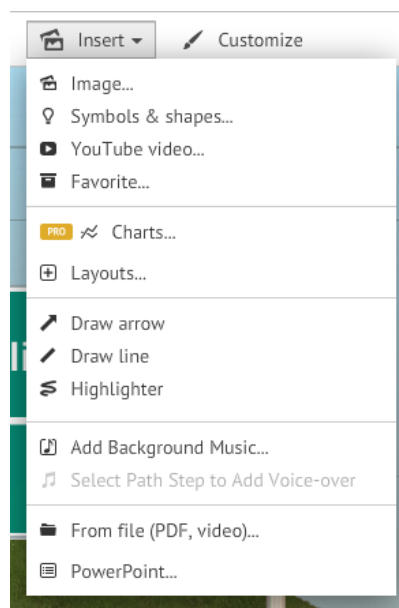 Insert Customize
Image...
Symbols & shapes...
YouTube video...
Favorite...
PRO Charts...
Layouts...
Draw arrow
Draw line
Highlighter
Add Background Music...
Select Path Step to Add Voice-over
From file (PDF, video)...
PowerPoint...